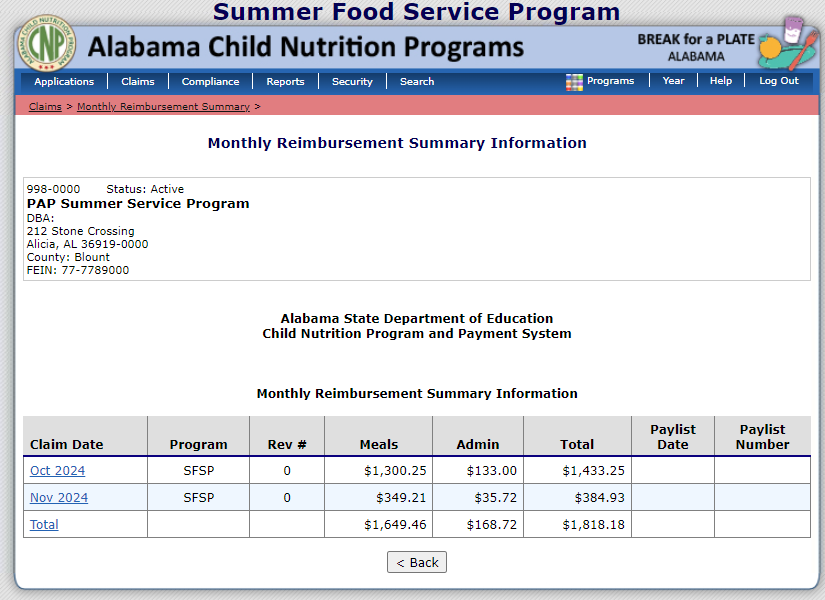 Summer Food Service Program
ALABAMA CHILD NUTRITION PROGRAMS
CNP
Alabama Child Nutrition Programs
BREAK for a PLATE
ALABAMA
Applications Claims Compliance Reports Security Search Programs Year Help Log Out
Claims > Monthly Reimbursement Summary >
Monthly Reimbursement Summary Information
998-0000 Status: Active
PAP Summer Service Program
DBA:
212 Stone Crossing
Alicia, AL 36919-0000
County: Blount
FEIN: 77-7789000
Alabama State Department of Education
Child Nutrition Program and Payment System
Monthly Reimbursement Summary Information
Claim Date Program Rev # Meals Admin Total Paylist Date Paylist Number
Oct 2024 SFSP 0 $1,300.25 $133.00 $1,433.25
Nov 2024 SFSP 0 $349.21 $35.72 $384.93
Total $1,649.46 $168.72 $1,818.18
< Back